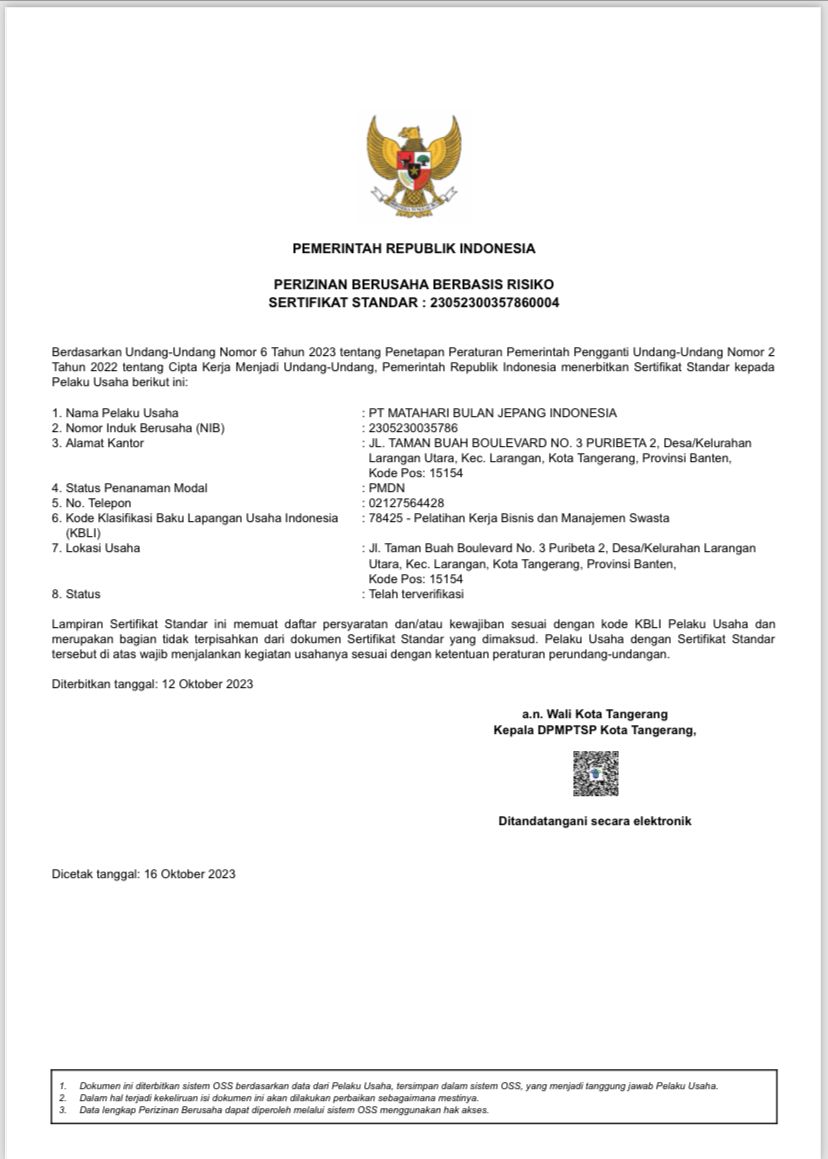 PEMERINTAH REPUBLIK INDONESIA
PERIZINAN BERUSAHA BERBASIS RISIKO
SERTIFIKAT STANDAR : 23052300357860004
Berdasarkan Undang-Undang Nomor 6 Tahun 2023 tentang Penetapan Peraturan Pemerintah Pengganti Undang-Undang Nomor 2
Tahun 2022 tentang Cipta Kerja Menjadi Undang-Undang, Pemerintah Republik Indonesia menerbitkan Sertifikat Standar kepada
Pelaku Usaha berikut ini:
1. Nama Pelaku Usaha : PT MATAHARI BULAN JEPANG INDONESIA
2. Nomor Induk Berusaha (NIB) : 2305230035786
3. Alamat Kantor : JL. TAMAN BUAH BOULEVARD NO. 3 PURIBETA 2, Desa/Kelurahan
Larangan Utara, Kec. Larangan, Kota Tangerang, Provinsi Banten,
Kode Pos: 15154
4. Status Penanaman Modal : PMDN
5. No. Telepon : 02127564428
6. Kode Klasifikasi Baku Lapangan Usaha Indonesia : 78425 - Pelatihan Kerja Bisnis dan Manajemen Swasta
(KBLI)
7. Lokasi Usaha : Jl. Taman Buah Boulevard No. 3 Puribeta 2, Desa/Kelurahan Larangan
Utara, Kec. Larangan, Kota Tangerang, Provinsi Banten,
Kode Pos: 15154
8. Status : Telah terverifikasi
Lampiran Sertifikat Standar ini memuat daftar persyaratan dan/atau kewajiban sesuai dengan kode KBLI Pelaku Usaha dan
merupakan bagian tidak terpisahkan dari dokumen Sertifikat Standar yang dimaksud. Pelaku Usaha dengan Sertifikat Standar
tersebut di atas wajib menjalankan kegiatan usahanya sesuai dengan ketentuan peraturan perundang-undangan.
Diterbitkan tanggal: 12 Oktober 2023
a.n. Wali Kota Tangerang
Kepala DPMPTSP Kota Tangerang,
Ditandatangani secara elektronik
Dicetak tanggal: 16 Oktober 2023
1. Dokumen ini diterbitkan sistem OSS berdasarkan data dari Pelaku Usaha, tersimpan dalam sistem OSS, yang menjadi tanggung jawab Pelaku Usaha.
2. Dalam hal terjadi kekeliruan isi dokumen ini akan dilakukan perbaikan sebagaimana mestinya.
3. Data lengkap Perizinan Berusaha dapat diperoleh melalui sistem OSS menggunakan hak akses.